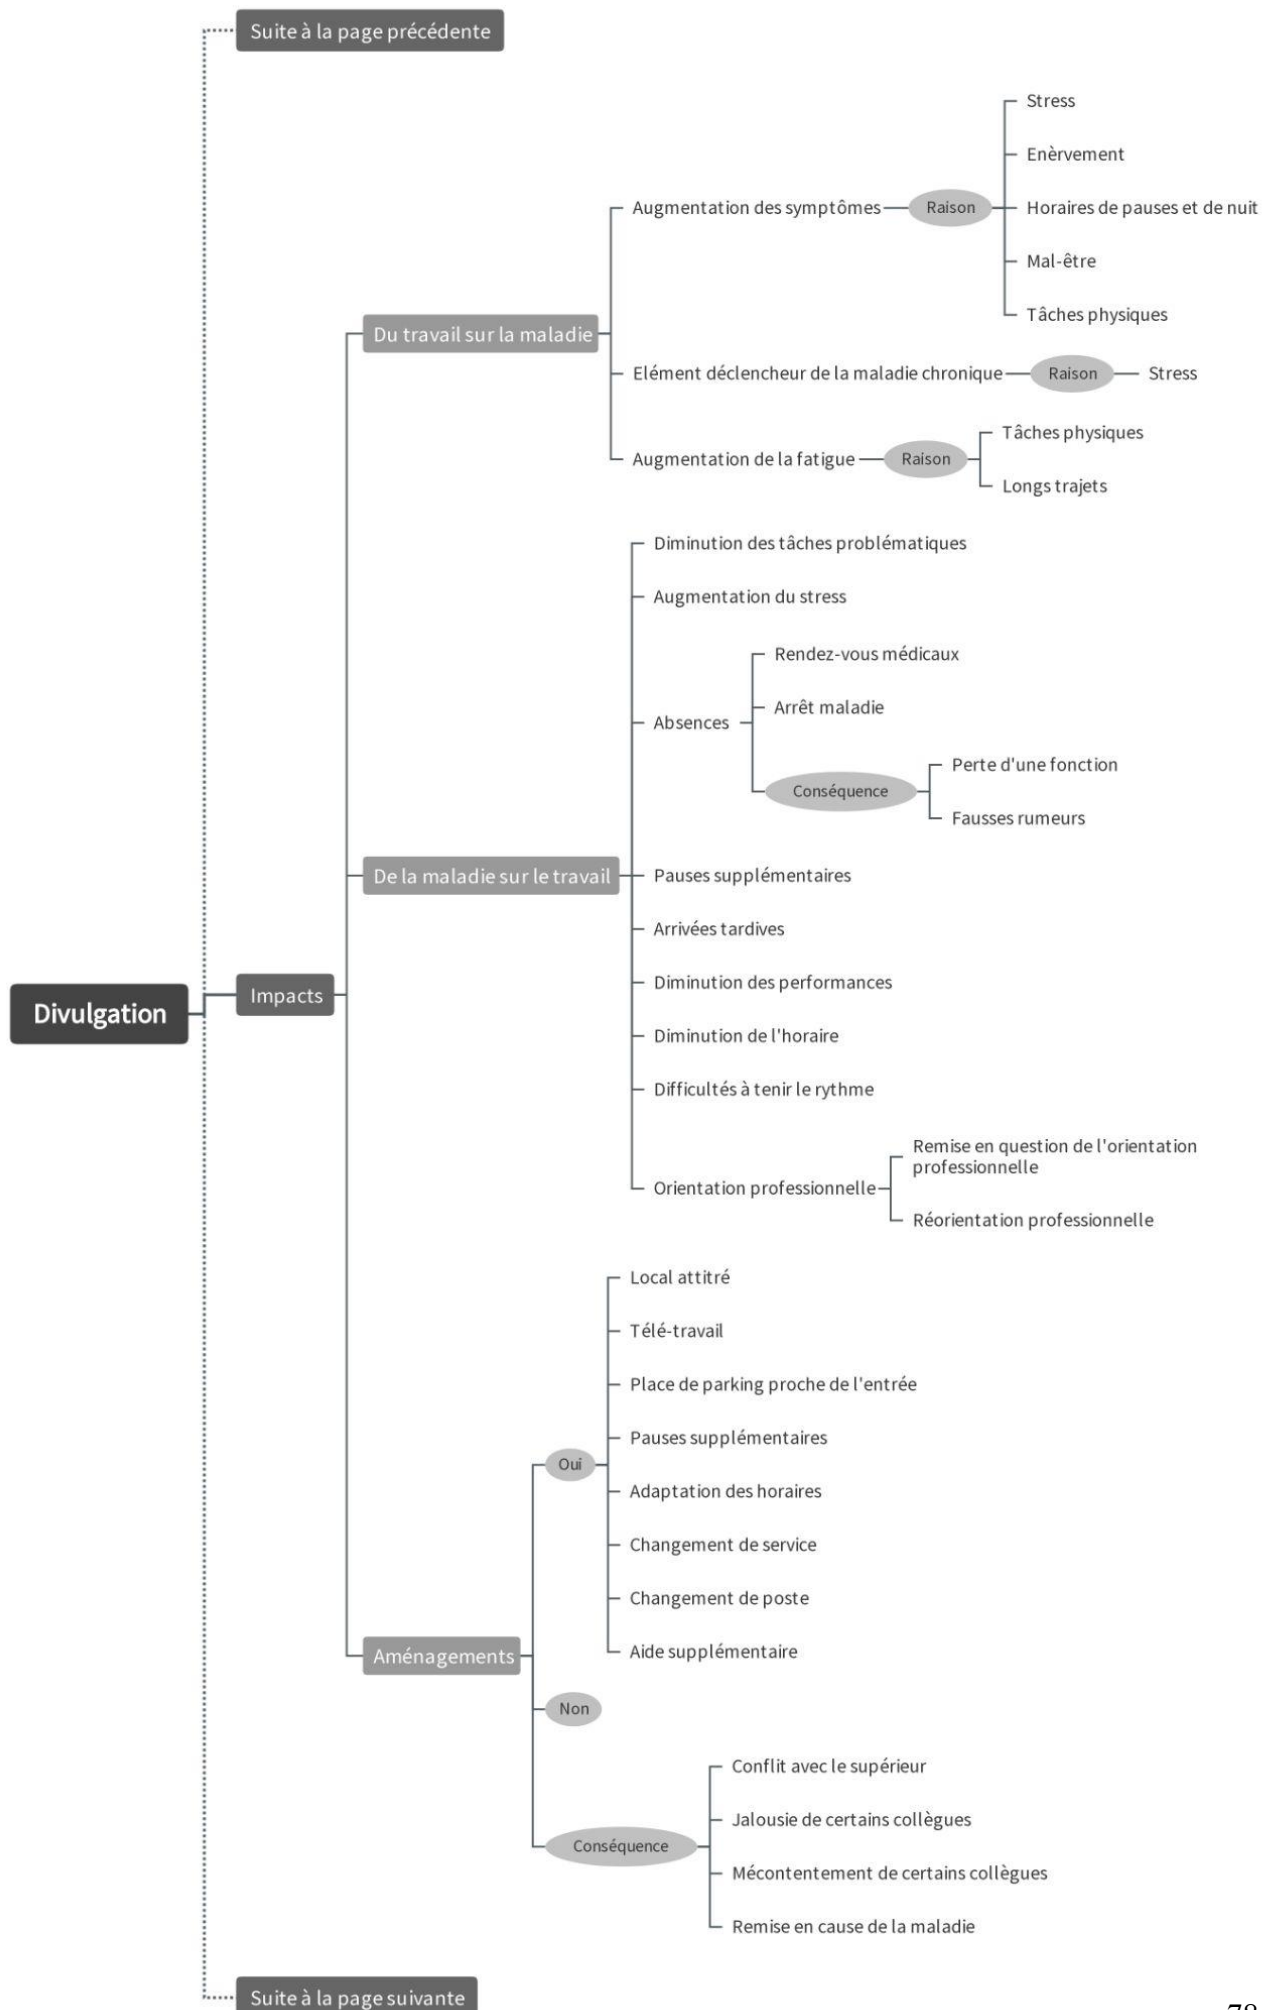 Suite à la page précédente
Stress
Enèrvement
Augmentation des symptômes
Raison
Horaires de pauses et de nuit
Mal-être
Tâches physiques
Du travail sur la maladie
Elément déclencheur de la maladie chronique
Raison
Stress
Tâches physiques
Augmentation de la fatigue
Raison
Longs trajets
Diminution des tâches problématiques
Augmentation du stress
Rendez-vous médicaux
Absences
Arrêt maladie
Conséquence
Perte d'une fonction
Fausses rumeurs
De la maladie sur le travail
Pauses supplémentaires
Arrivées tardives
Diminution des performances
Divulgation
Impacts
Diminution de l'horaire
Difficultés à tenir le rythme
Orientation professionnelle
Remise en question de l'orientation
professionnelle
Réorientation professionnelle
Local attitré
Télé-travail
Place de parking proche de l'entrée
Pauses supplémentaires
Oui
Adaptation des horaires
Changement de service
Changement de poste
Aide supplémentaire
Aménagements
Non
Conflit avec le supérieur
Jalousie de certains collègues
Conséquence
Mécontentement de certains collègues
Remise en cause de la maladie
Suite à la page suivante
78